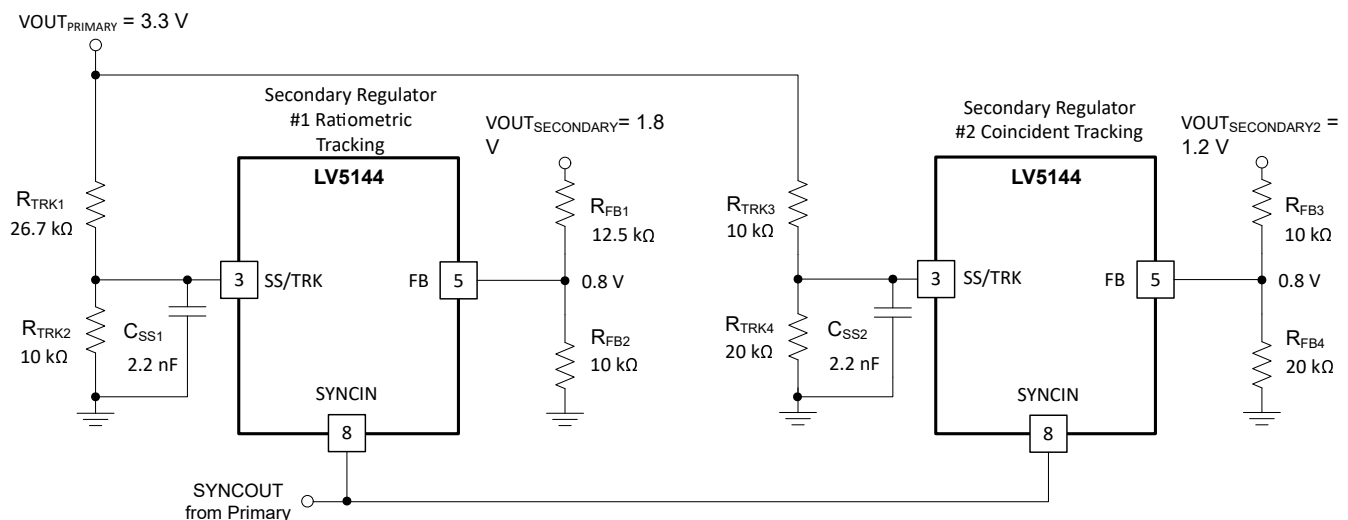 VOUTPRIMARY = 3.3 V
Secondary Regulator
#1 Ratiometric
Tracking
VOUTSECONDARY= 1.8
V
LV5144
RTRK1
26.7 kΩ
RFB1
12.5 kΩ
3
SS/TRK
FB
5
0.8 V
RTRK2
10 kΩ
CSS1
2.2 nF
RFB2
10 kΩ
SYNCIN
8
Secondary Regulator
#2 Coincident Tracking
VOUTSECONDARY2 =
1.2 V
LV5144
RTRK3
10 kΩ
RFB3
10 kΩ
3
SS/TRK
FB
5
0.8 V
RTRK4
20 kΩ
CSS2
2.2 nF
RFB4
20 kΩ
SYNCIN
8
SYNCOUT
from Primary